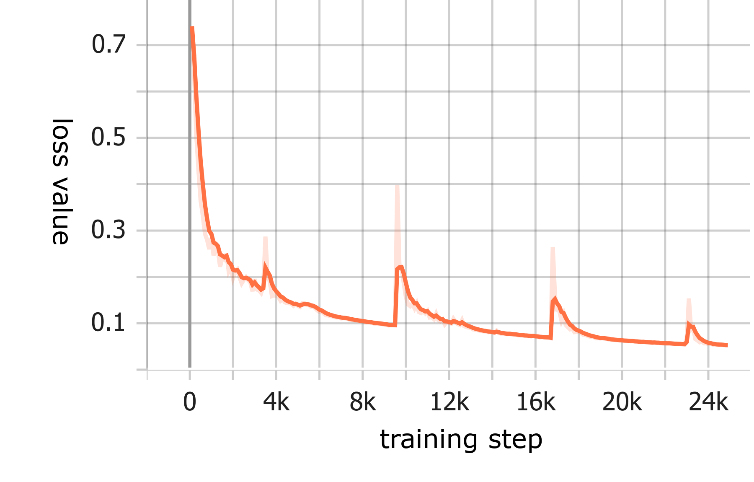 0.7
0.5
0.3
0.1
loss value
0 4k 8k 12k 16k 20k 24k
training step